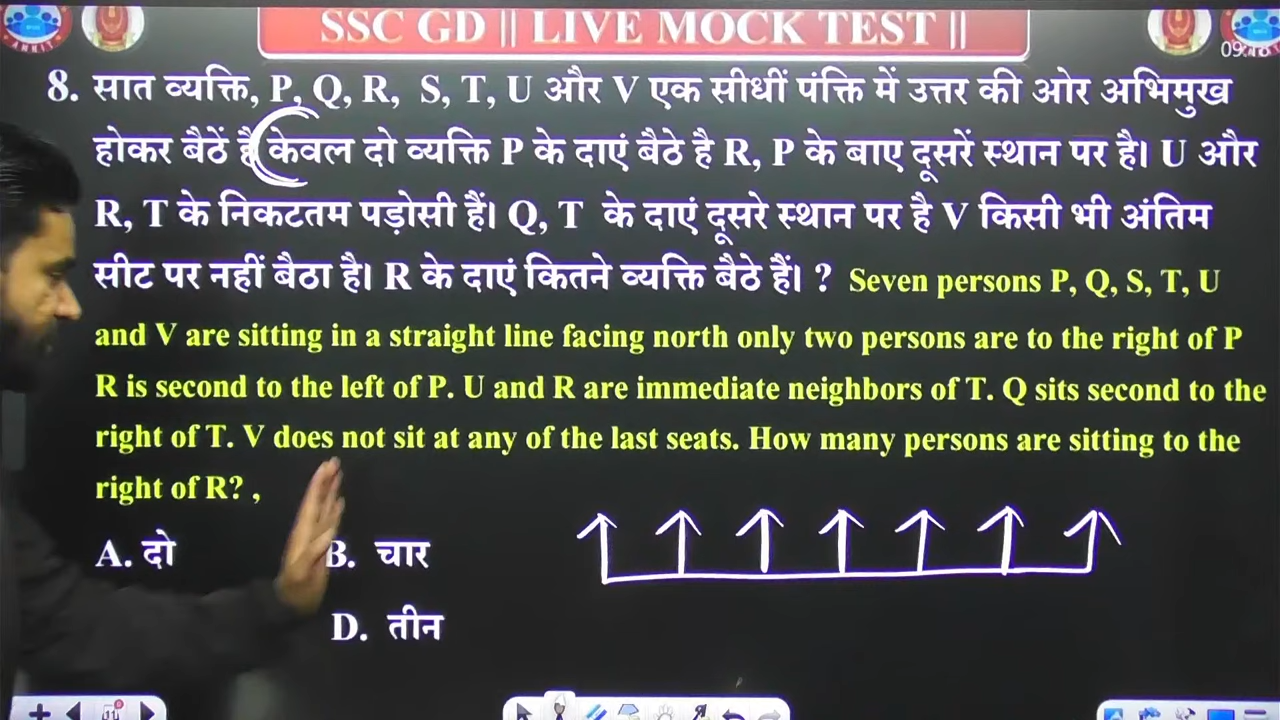 SSC GD || LIVE MOCK TEST ||
09:40
8. सात व्यक्ति, P, Q, R, S, T, U और V एक सीधीं पंक्ति में उत्तर की ओर अभिमुख
होकर बैठें है केवल दो व्यक्ति P के दाएं बैठे है R, P के बाए दूसरें स्थान पर है। U और
R, T के निकटतम पड़ोसी हैं। Q, T के दाएं दूसरे स्थान पर है V किसी भी अंतिम
सीट पर नहीं बैठा है। R के दाएं कितने व्यक्ति बैठे हैं। ? Seven persons P, Q, S, T, U
and V are sitting in a straight line facing north only two persons are to the right of P
R is second to the left of P. U and R are immediate neighbors of T. Q sits second to the
right of T. V does not sit at any of the last seats. How many persons are sitting to the
right of R? ,
A. दो B. चार
D. तीन